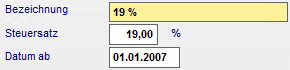 Bezeichnung 19 %
Steuersatz 19,00 %
Datum ab 01.01.2007